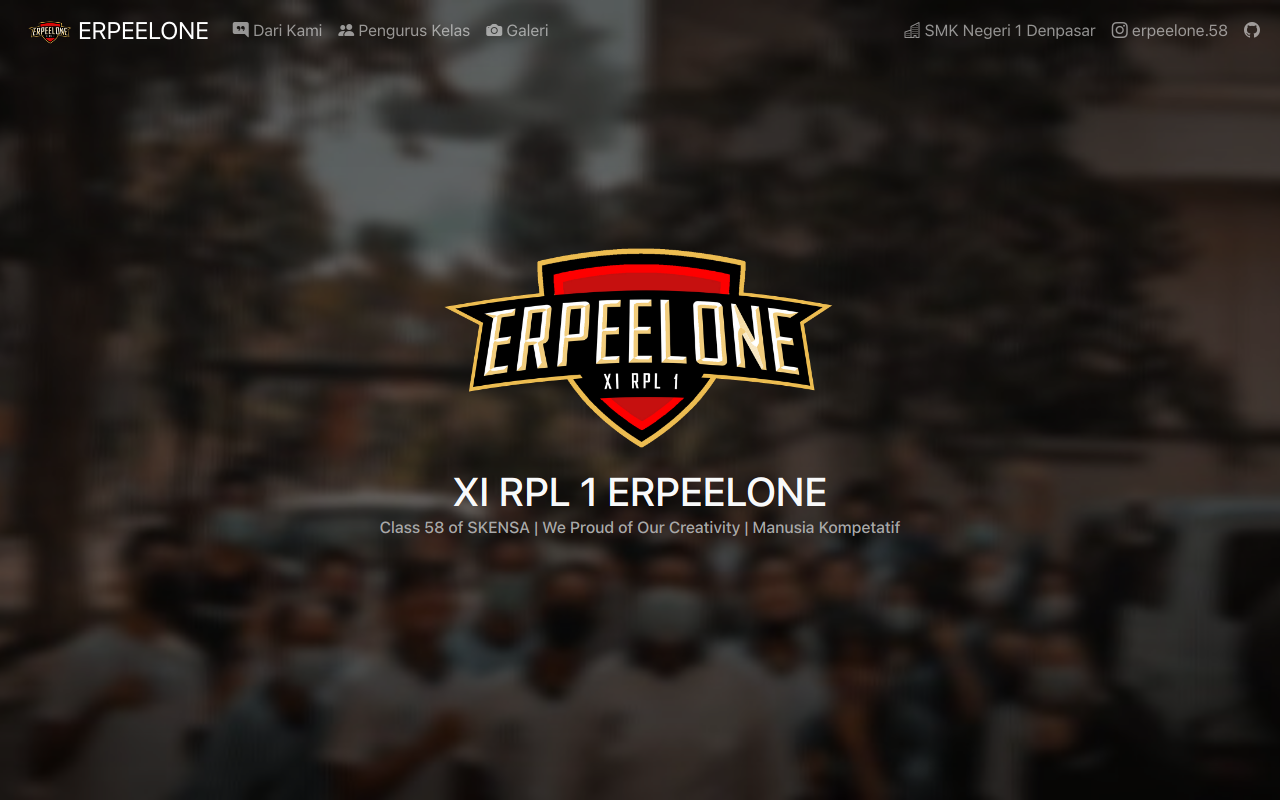 ERPEELONE
ERPEELONE Dari Kami Pengurus Kelas Galeri SMK Negeri 1 Denpasar erpeelone.58
ERPEELONE
XI RPL 1
XI RPL 1 ERPEELONE
Class 58 of SKENSA | We Proud of Our Creativity | Manusia Kompetatif